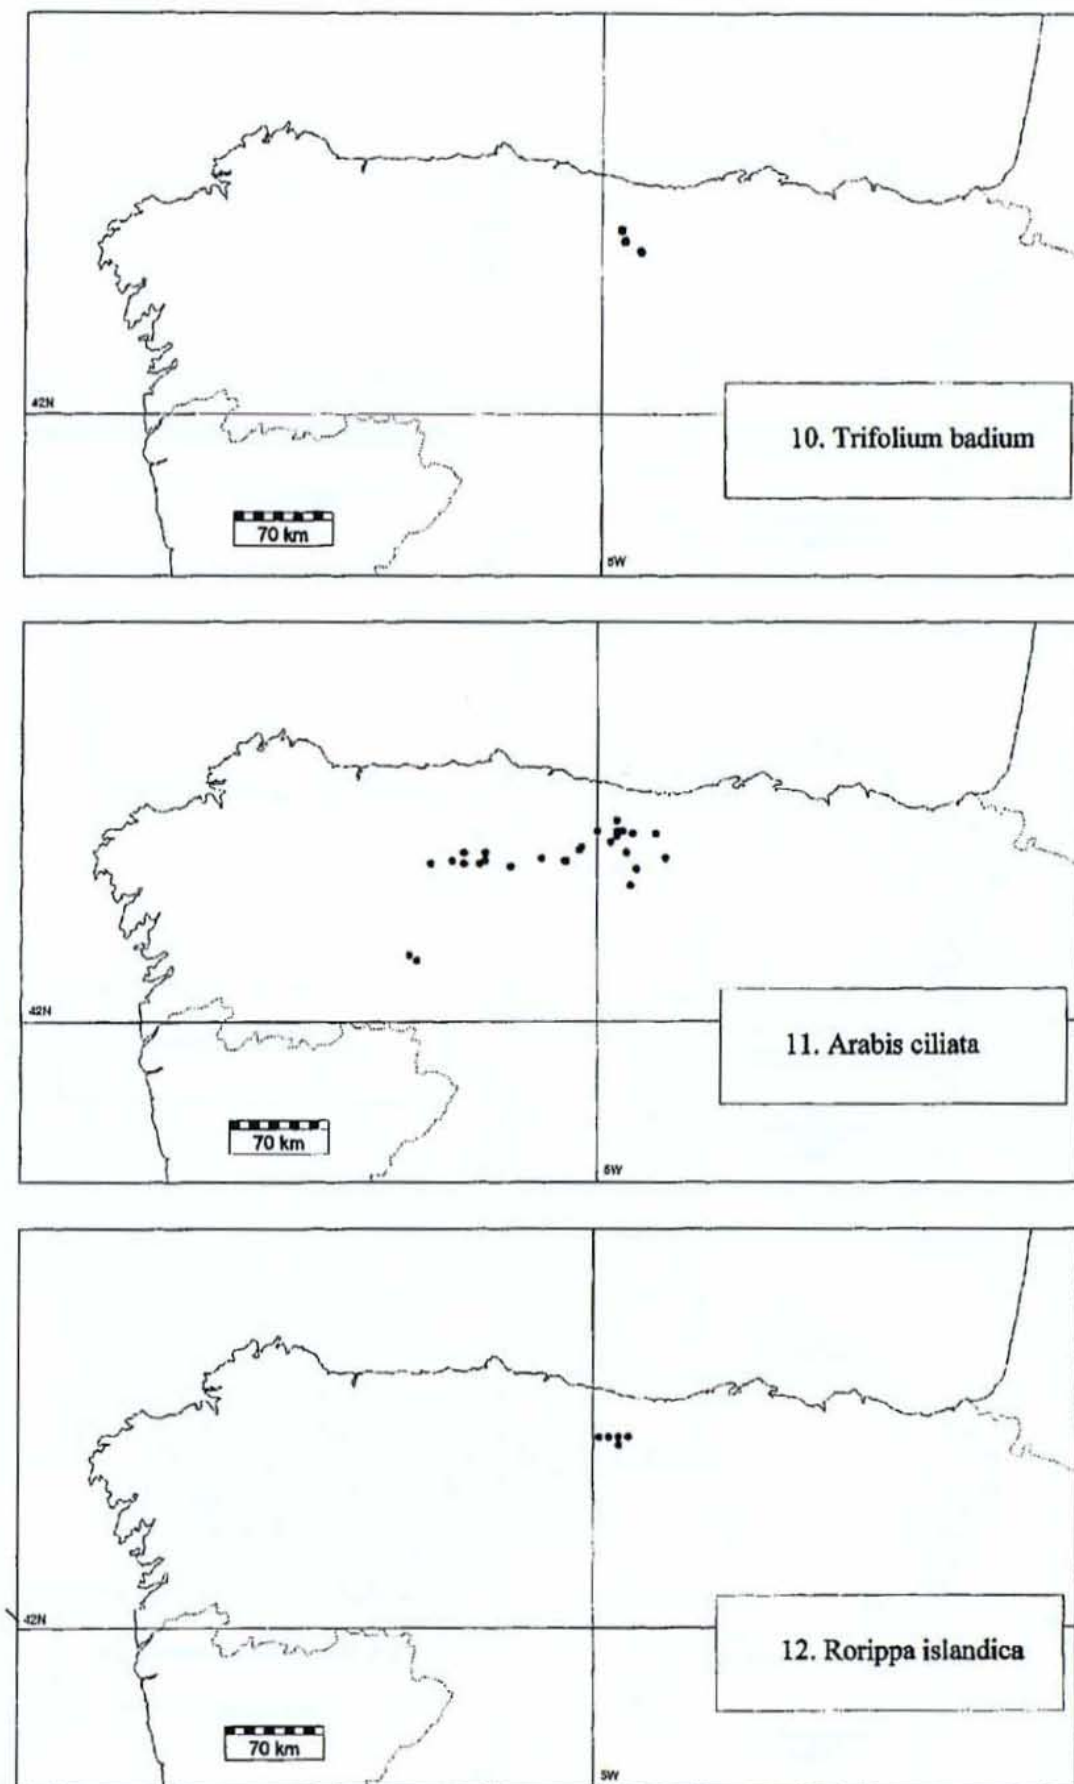 42N
10. Trifolium badium
70 km
5W
42N
11. Arabis ciliata
70 km
5W
42N
12. Rorippa islandica
70 km
5W